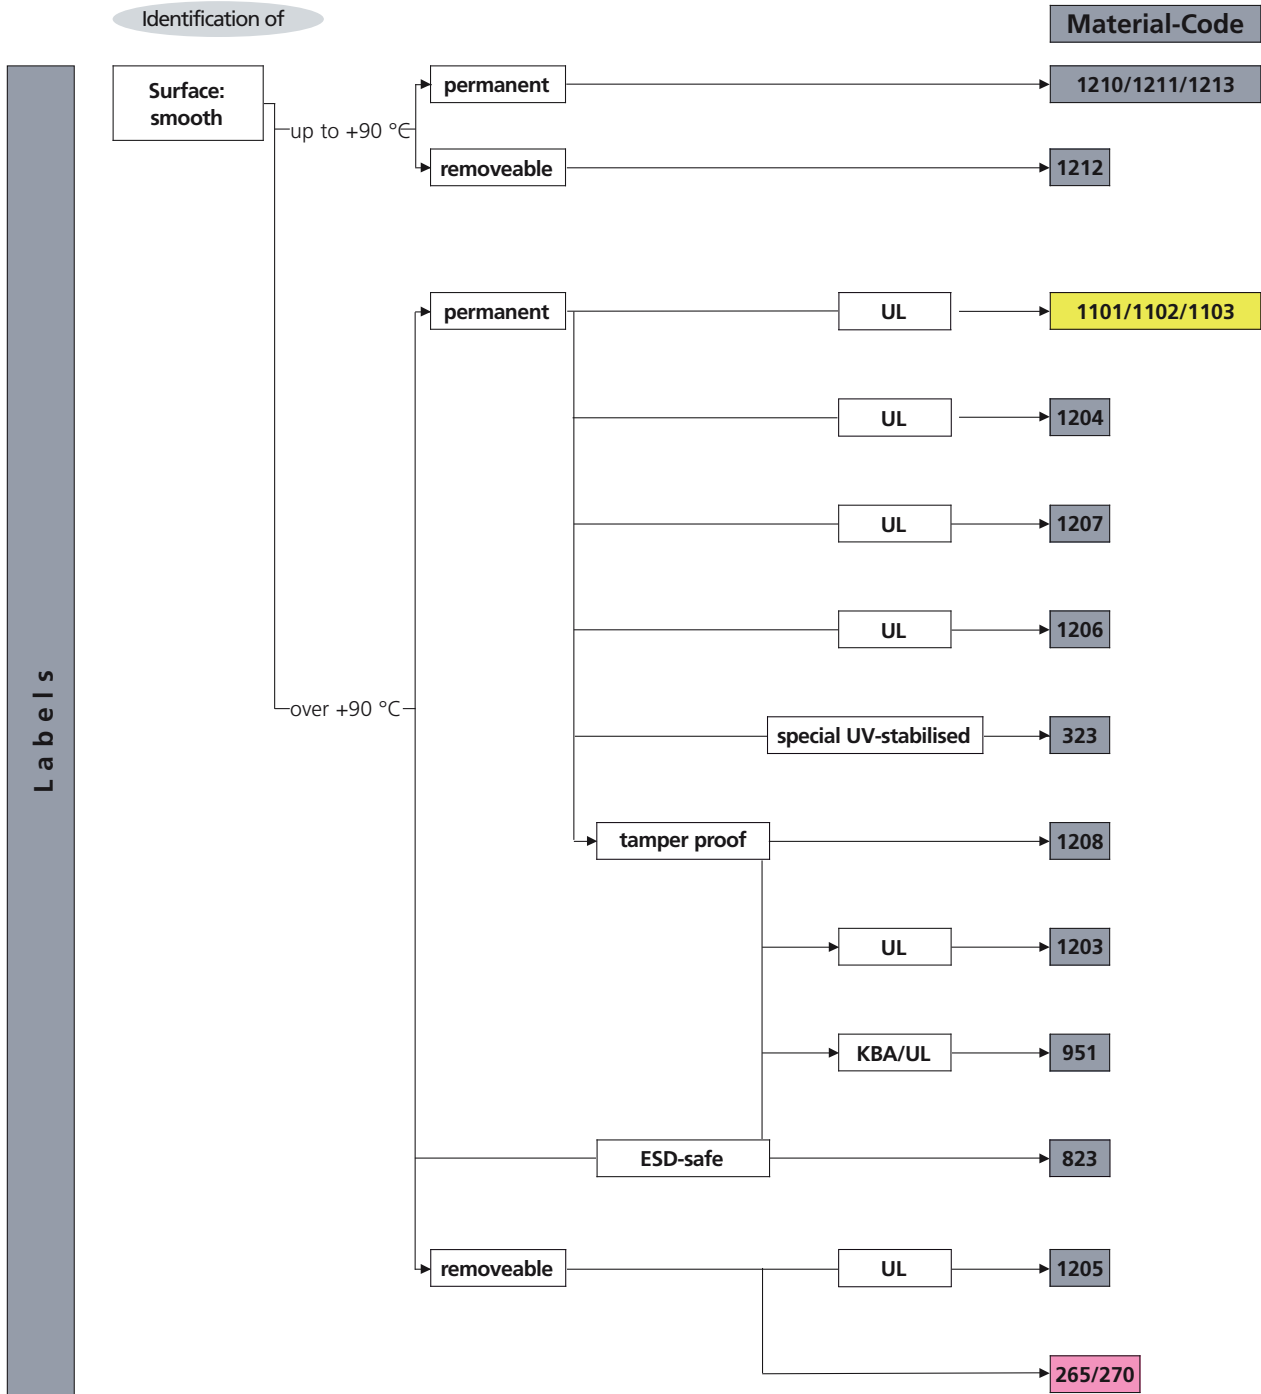 Identification of
Material-Code
Surface:
smooth
up to +90 °C
permanent
1210/1211/1213
removeable
1212
permanent
UL
1101/1102/1103
UL
1204
UL
1207
UL
1206
over +90 °C
special UV-stabilised
323
tamper proof
1208
UL
1203
KBA/UL
951
ESD-safe
823
removeable
UL
1205
265/270
Labels